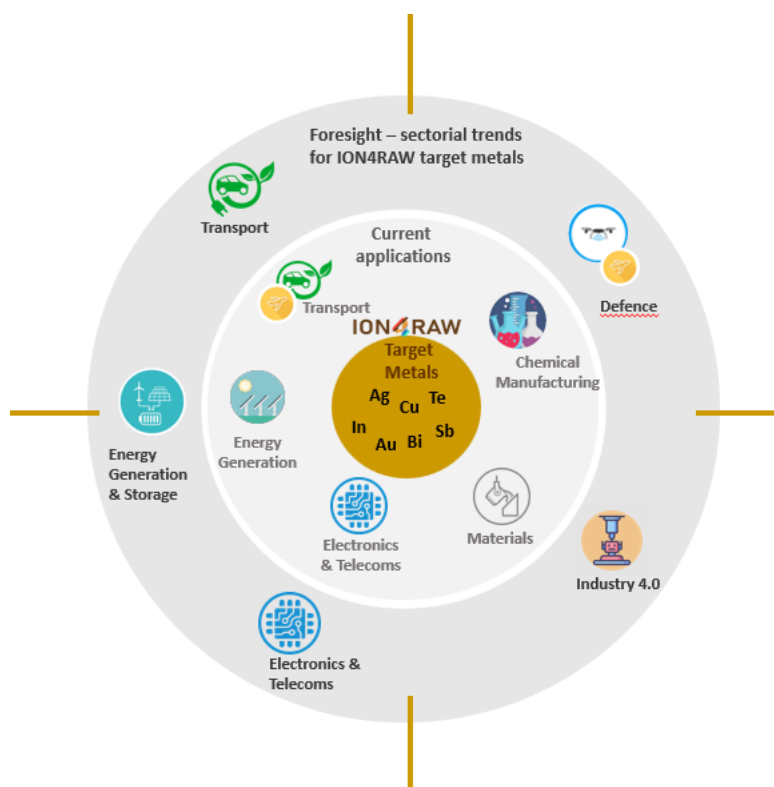 Foresight – sectorial trends
for ION4RAW target metals
Transport
Defence
Current
applications
Transport
ION4RAW
Target
Metals
Chemical
Manufacturing
Ag
Cu
Te
In
Au
Bi
Sb
Energy
Generation
Energy
Generation
& Storage
Electronics
& Telecoms
Materials
Industry 4.0
Electronics &
Telecoms